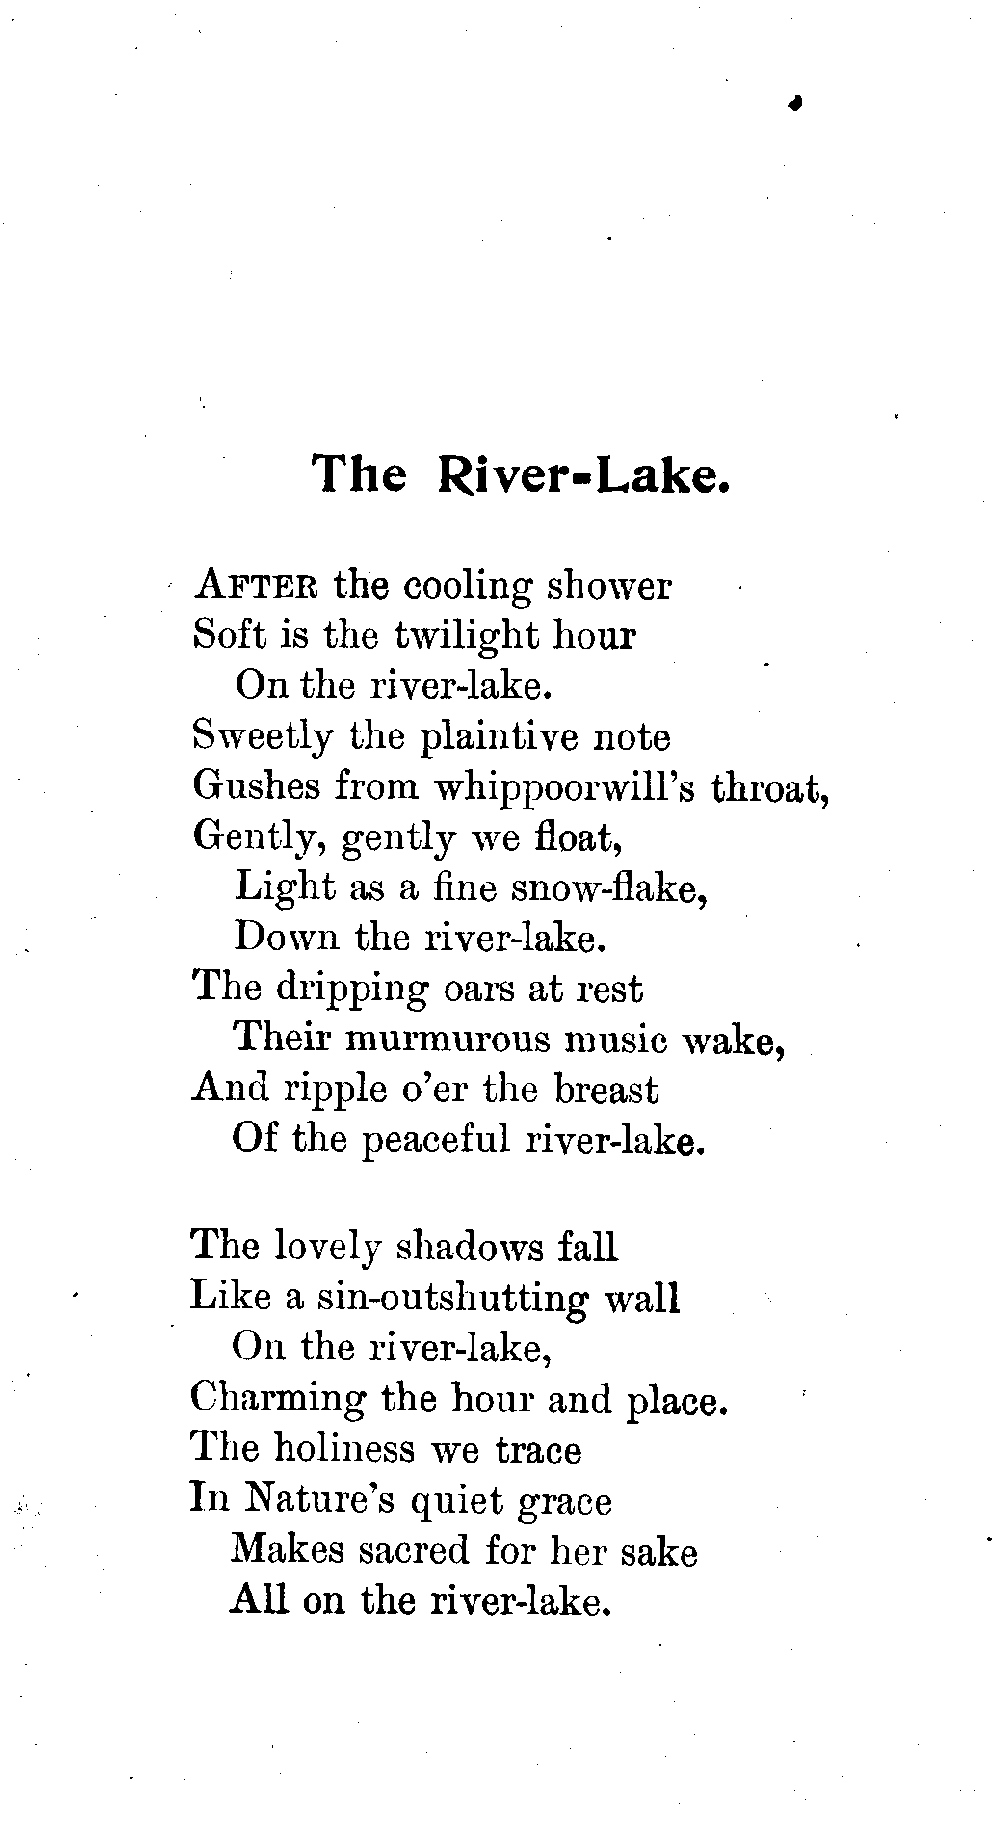 The River-Lake.
AFTER the cooling shower
Soft is the twilight hour
On the river-lake.
Sweetly the plaintive note
Gushes from whippoorwill's throat,
Gently, gently we float,
Light as a fine snow-flake,
Down the river-lake.
The dripping oars at rest
Their murmurous music wake,
And ripple o'er the breast
Of the peaceful river-lake.
The lovely shadows fall
Like a sin-outshutting wall
On the river-lake,
Charming the hour and place.
The holiness we trace
In Nature's quiet grace
Makes sacred for her sake
All on the river-lake.